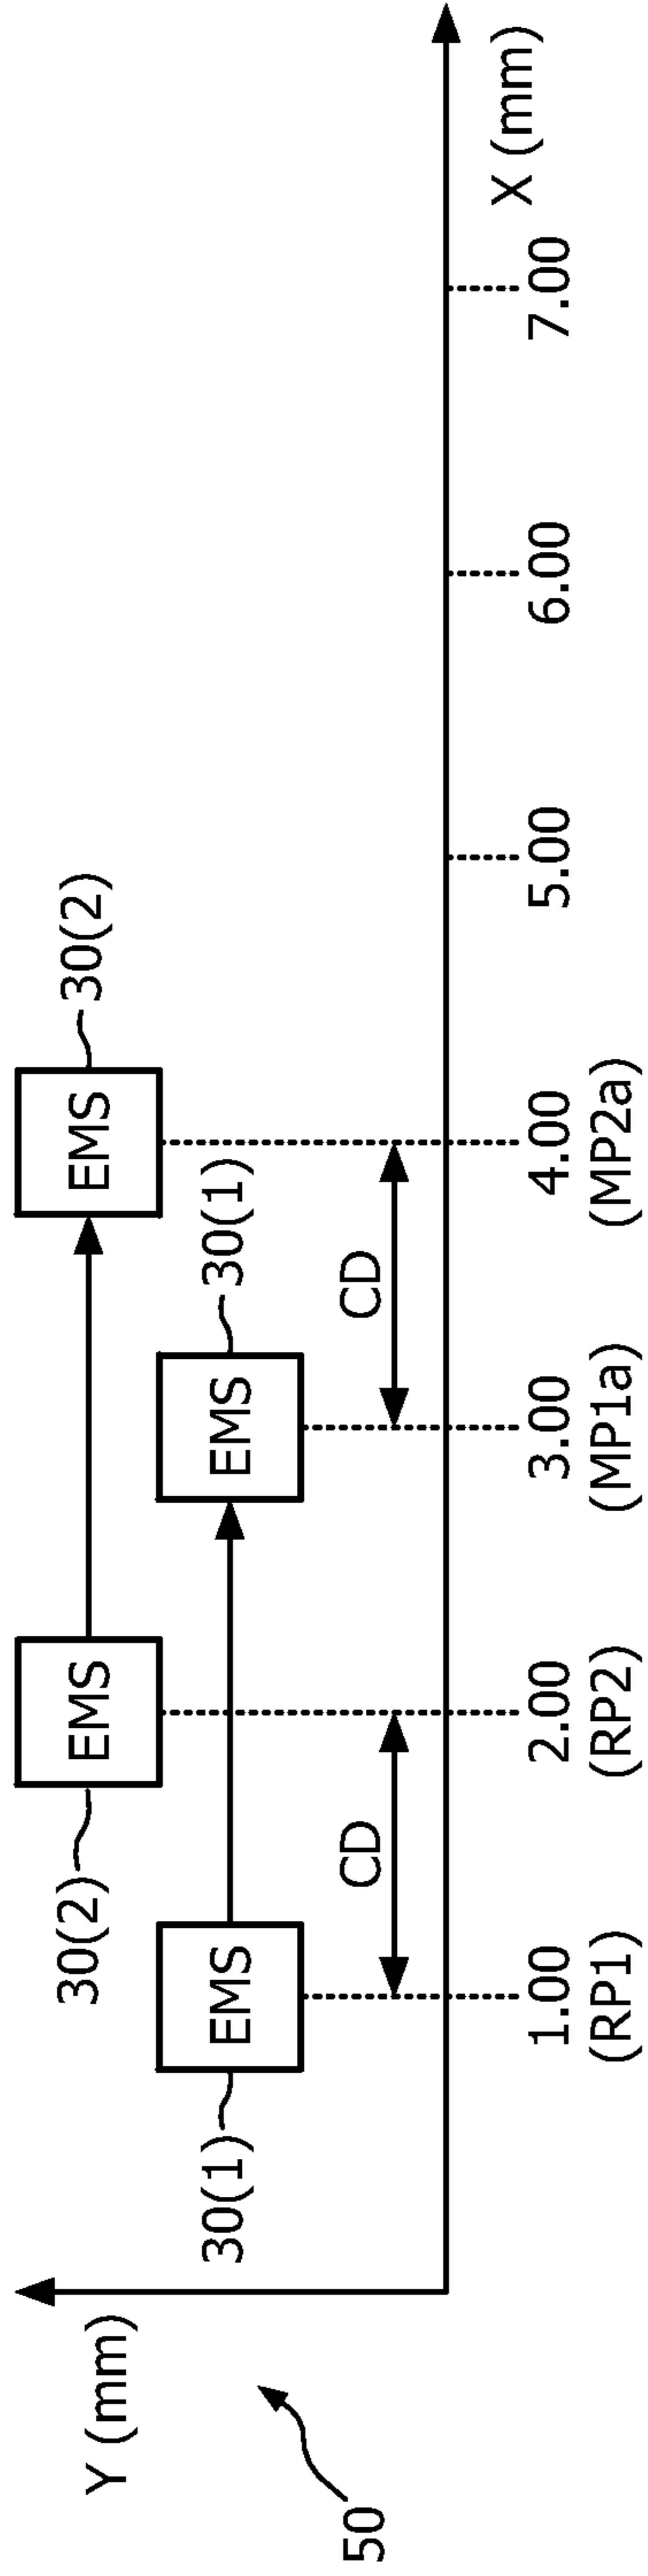 Y (mm)
30(2)
EMS
EMS
30(2)
30(1)
EMS
EMS
30(1)
CD
CD
1.00
2.00
3.00
4.00
5.00
6.00
7.00
X (mm)
(RP1)
(RP2)
(MP1a)
(MP2a)
50